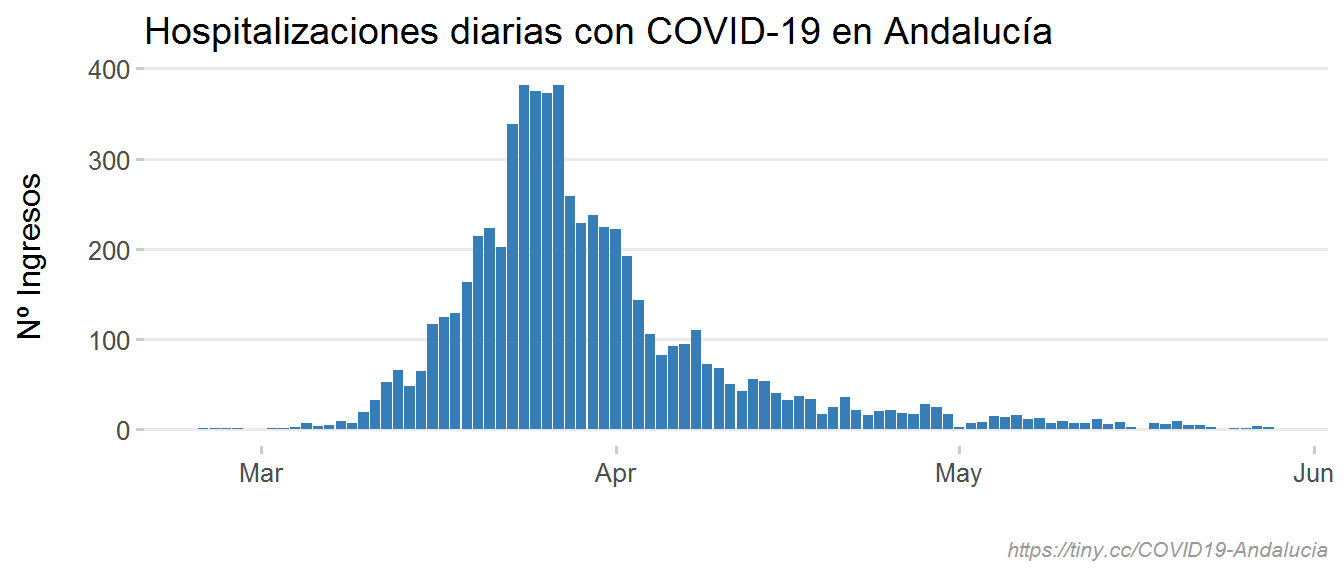 Hospitalizaciones diarias con COVID-19 en Andalucía
400
300
200
100
0
Nº Ingresos
Mar Apr May Jun
https://tiny.cc/COVID19-Andalucia